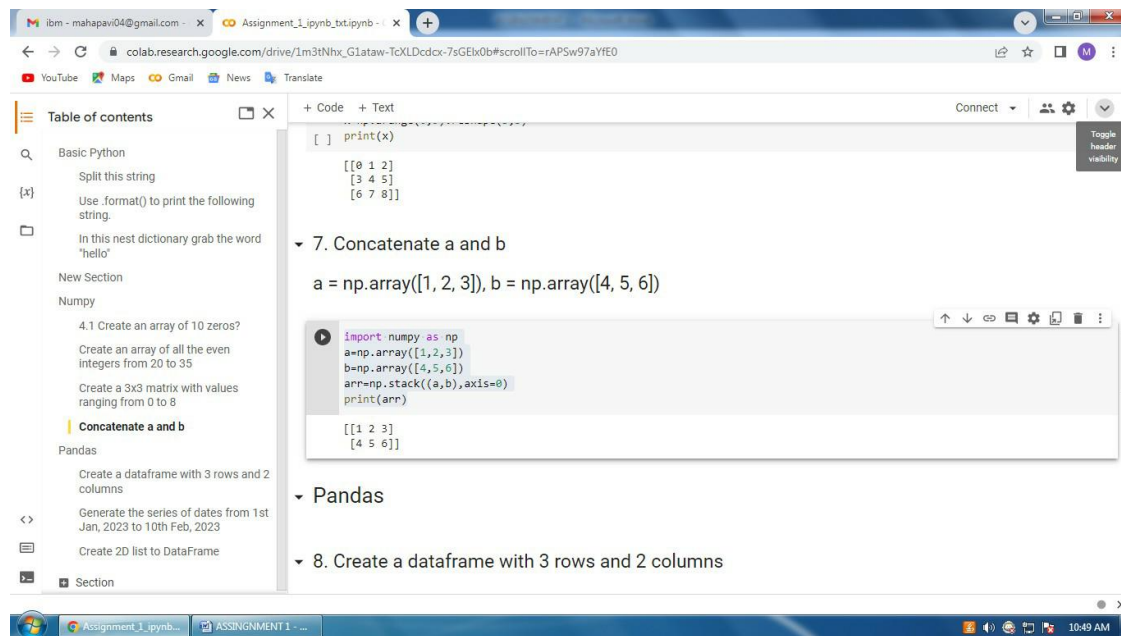 ibm - mahapavi04@gmail.com -
Assignment_1_ipynb_txt.ipynb -
colab.research.google.com/drive/1m3tNhx_G1ataw-TcXLDcdcx-7sGEIx0b#scrollTo=rAPSw97aYfE0
M
YouTube Maps Gmail News Translate
Table of contents
+ Code + Text
Connect
Toggle
header
visibility
Basic Python
Split this string
Use .format() to print the following
string.
In this nest dictionary grab the word
"hello"
New Section
Numpy
4.1 Create an array of 10 zeros?
Create an array of all the even
integers from 20 to 35
Create a 3x3 matrix with values
ranging from 0 to 8
Concatenate a and b
Pandas
Create a dataframe with 3 rows and 2
columns
Generate the series of dates from 1st
Jan, 2023 to 10th Feb, 2023
Create 2D list to DataFrame
Section
{x}
[ ] print(x)
[[0 1 2]
[3 4 5]
[6 7 8]]
7. Concatenate a and b
a = np.array([1, 2, 3]), b = np.array([4, 5, 6])
import numpy as np
a=np.array([1,2,3])
b=np.array([4,5,6])
arr=np.stack((a,b),axis=0)
print(arr)
[[1 2 3]
[4 5 6]]
Pandas
8. Create a dataframe with 3 rows and 2 columns
Assignment_1_ipynb...
ASSINGNMENT 1 - ...
10:49 AM